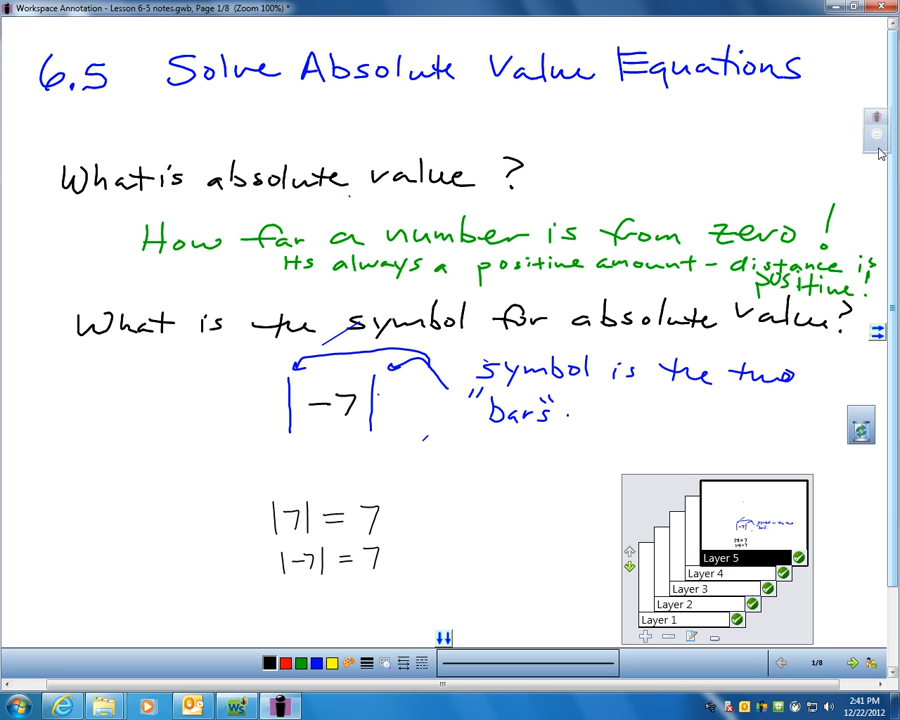 Workspace Annotation - Lesson 6-5 notes.gwb, Page 1/8 (Zoom 100%) *
6.5 Solve Absolute Value Equations
What is absolute value ?
How far a number is from zero!
Its always a positive amount – distance is
positive!
What is the symbol for absolute value?
|-7| symbol is the two
"bars".
|7| = 7
|-7| = 7
Layer 5
Layer 4
Layer 3
Layer 2
Layer 1
1/8
2:41 PM
12/22/2012